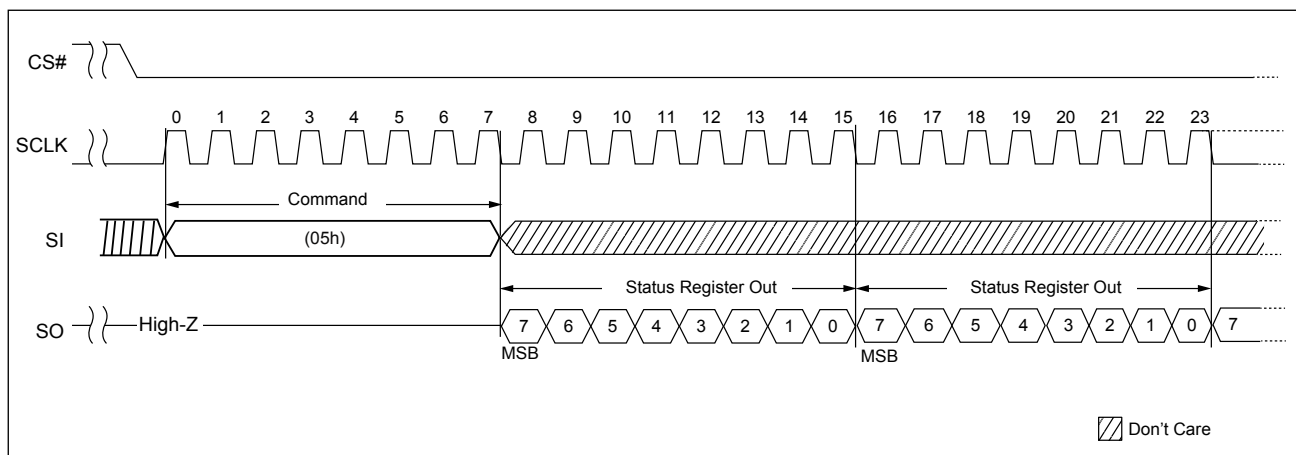 CS#
0 1 2 3 4 5 6 7 8 9 10 11 12 13 14 15 16 17 18 19 20 21 22 23
SCLK
Command
SI
(05h)
Status Register Out Status Register Out
SO
High-Z
7 6 5 4 3 2 1 0 7 6 5 4 3 2 1 0 7
MSB MSB
Don't Care